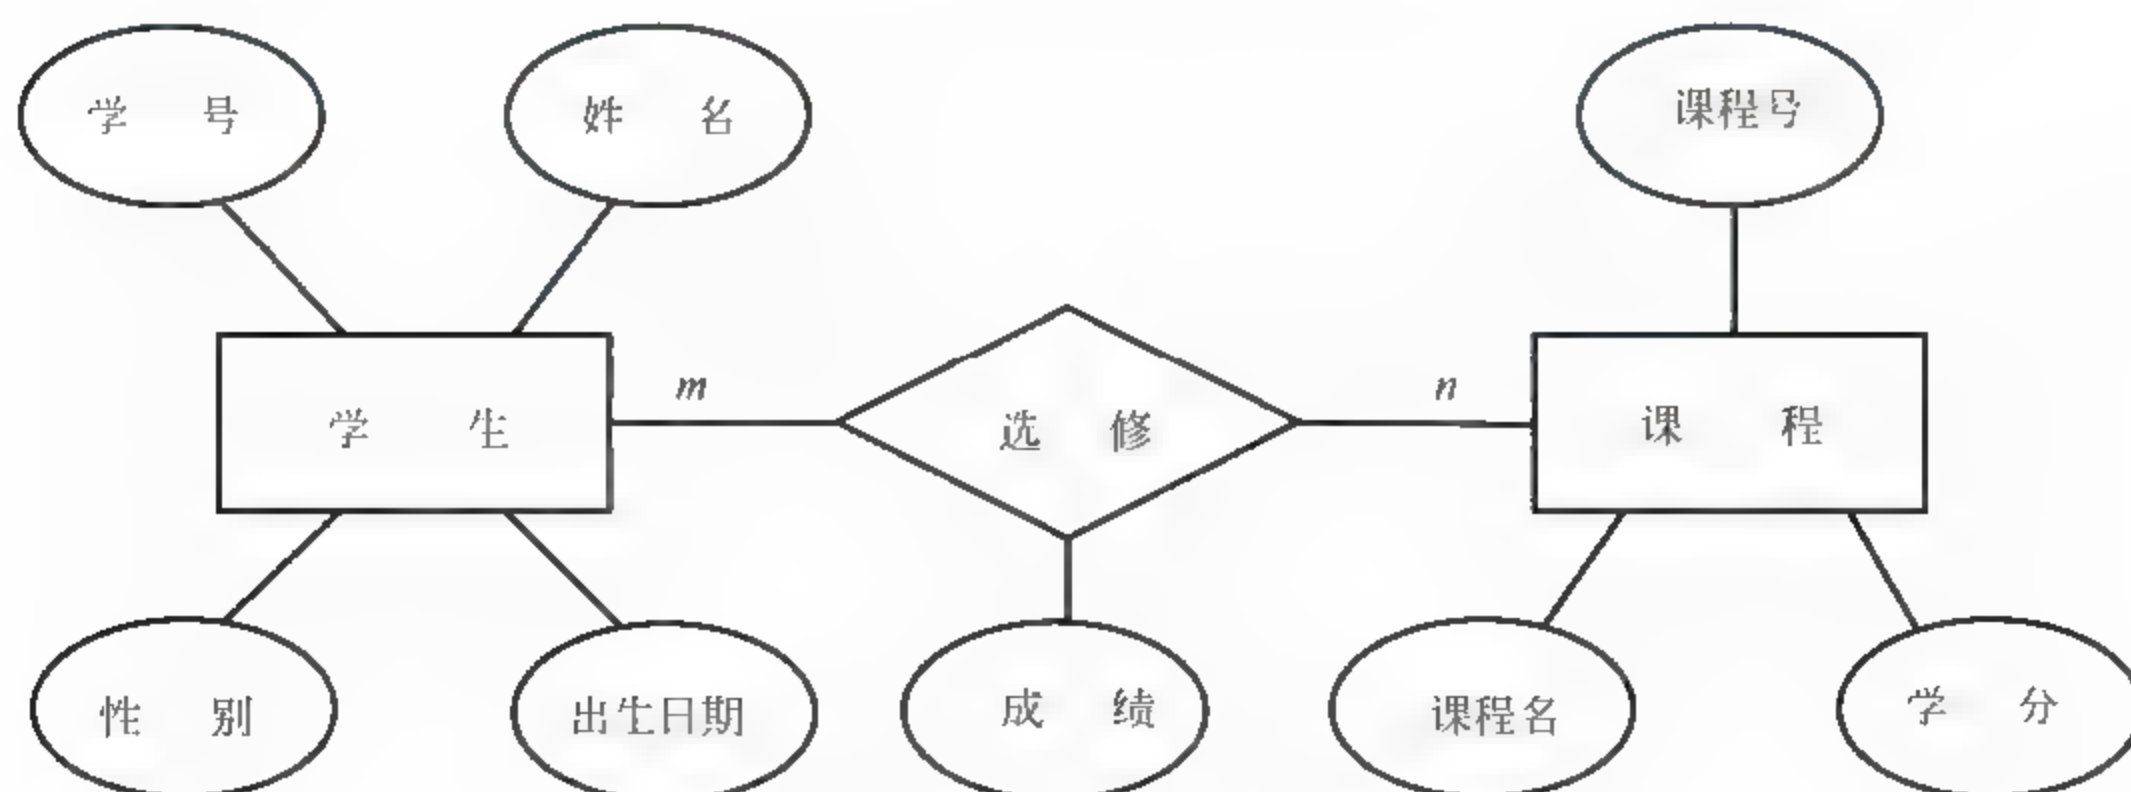 学 号
姓 名
课程号
学 生
m
选 修
n
课 程
性 别
出生日期
成 绩
课程名
学 分